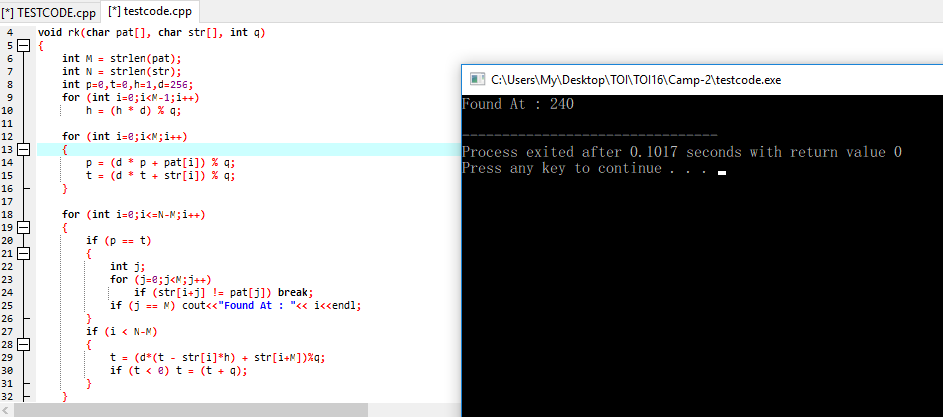 [*] TESTCODE.cpp [*] testcode.cpp
4 void rk(char pat[], char str[], int q)
5 {
6 int M = strlen(pat);
7 int N = strlen(str);
8 int p=0,t=0,h=1,d=256;
9 for (int i=0;i<M-1;i++)
10 h = (h * d) % q;
11
12 for (int i=0;i<M;i++)
13 {
14 p = (d * p + pat[i]) % q;
15 t = (d * t + str[i]) % q;
16 }
17
18 for (int i=0;i<=N-M;i++)
19 {
20 if (p == t)
21 {
22 int j;
23 for (j=0;j<M;j++)
24 if (str[i+j] != pat[j]) break;
25 if (j == M) cout<<"Found At : "<< i<<endl;
26 }
27 if (i < N-M)
28 {
29 t = (d*(t - str[i]*h) + str[i+M])%q;
30 if (t < 0) t = (t + q);
31 }
32 }
C:\Users\My\Desktop\TOI\TOI16\Camp-2\testcode.exe
Found At : 240
--------------------------------
Process exited after 0.1017 seconds with return value 0
Press any key to continue . . .